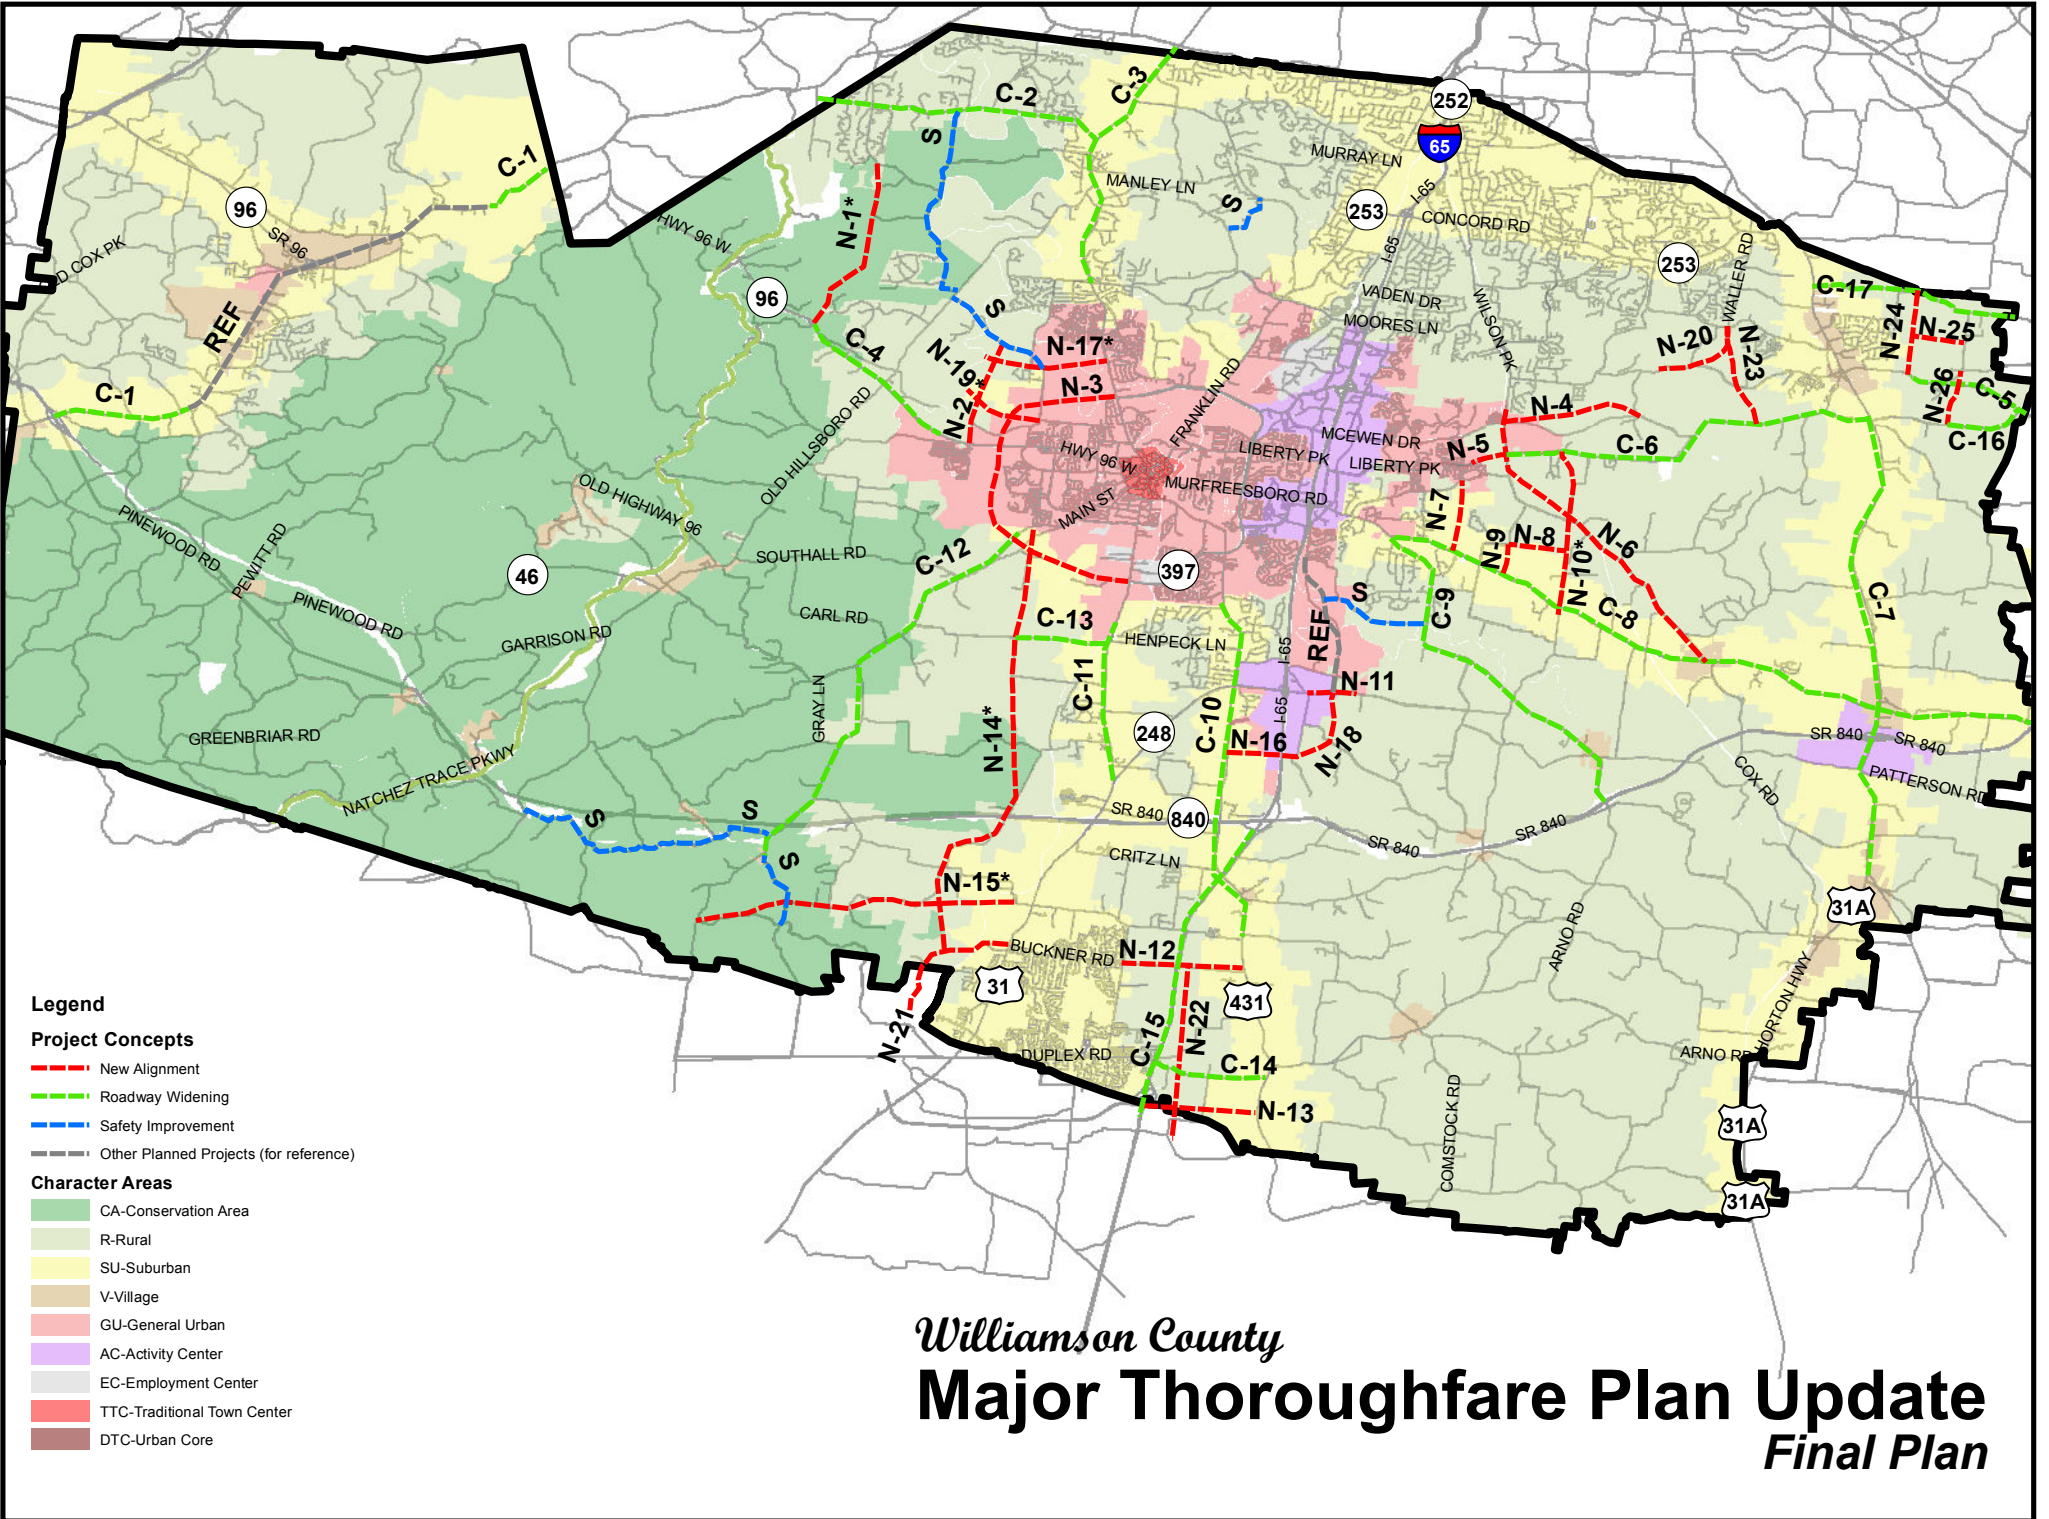 252
65
C-3
C-2
S
MURRAY LN
C-1
MANLEY LN
I-65
96
N-1*
S
253
CONCORD RD
HWY 96 W
SR 96
I-65
WALLER RD
253
96
VADEN DR
C-17
REF
S
MOORES LN
WILSON PK
N-24
N-25
C-4
N-19*
N-17*
N-20
N-23
C-1
N-3
FRANKLIN RD
N-26
C-5
N-2
N-4
OLD HILLSBORO RD
MCEWEN DR
N-5
C-6
C-16
HWY 96 W
LIBERTY PK
LIBERTY PK
OLD HIGHWAY 96
MURFREESBORO RD
MAIN ST
N-7
PINEWOOD RD
PEWITT RD
C-12
SOUTHALL RD
N-9
N-8
N-6
46
397
N-10*
PINEWOOD RD
CARL RD
S
C-9
C-8
C-7
GARRISON RD
C-13
HENPECK LN
REF
I-65
C-11
N-11
GRAY LN
GREENBRIAR RD
N-14*
248
C-10
I-65
N-16
N-18
SR 840
SR 840
NATCHEZ TRACE PKWY
COX RD
PATTERSON RD
S
S
SR 840
840
SR 840
SR 840
S
CRITZ LN
N-15*
31A
BUCKNER RD
N-12
ARNO RD
31
431
HORTON HWY
N-21
N-22
C-15
DUPLEX RD
C-14
ARNO RD
N-13
COMSTOCK RD
31A
31A
Legend
Project Concepts
New Alignment
Roadway Widening
Safety Improvement
Other Planned Projects (for reference)
Character Areas
CA-Conservation Area
R-Rural
SU-Suburban
V-Village
GU-General Urban
AC-Activity Center
EC-Employment Center
TTC-Traditional Town Center
DTC-Urban Core
Williamson County
Major Thoroughfare Plan Update
Final Plan